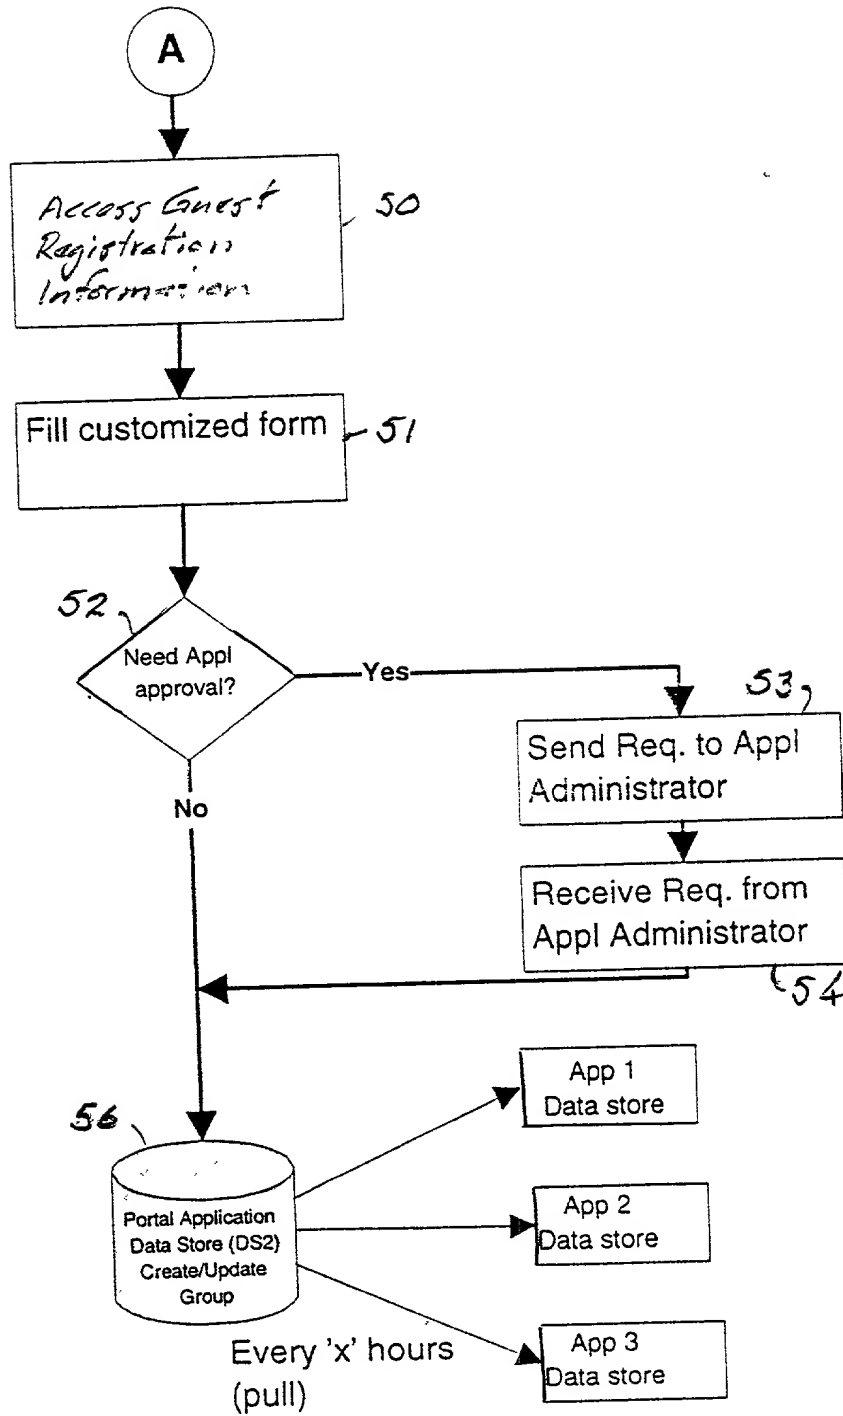 A
Access Guest
Registration
Information
50
Fill customized form
51
52
Need Appl
approval?
Yes
53
Send Req. to Appl
Administrator
No
Receive Req. from
Appl Administrator
54
App 1
Data store
56
Portal Application
Data Store (DS2)
Create/Update
Group
App 2
Data store
Every 'x' hours
(pull)
App 3
Data store